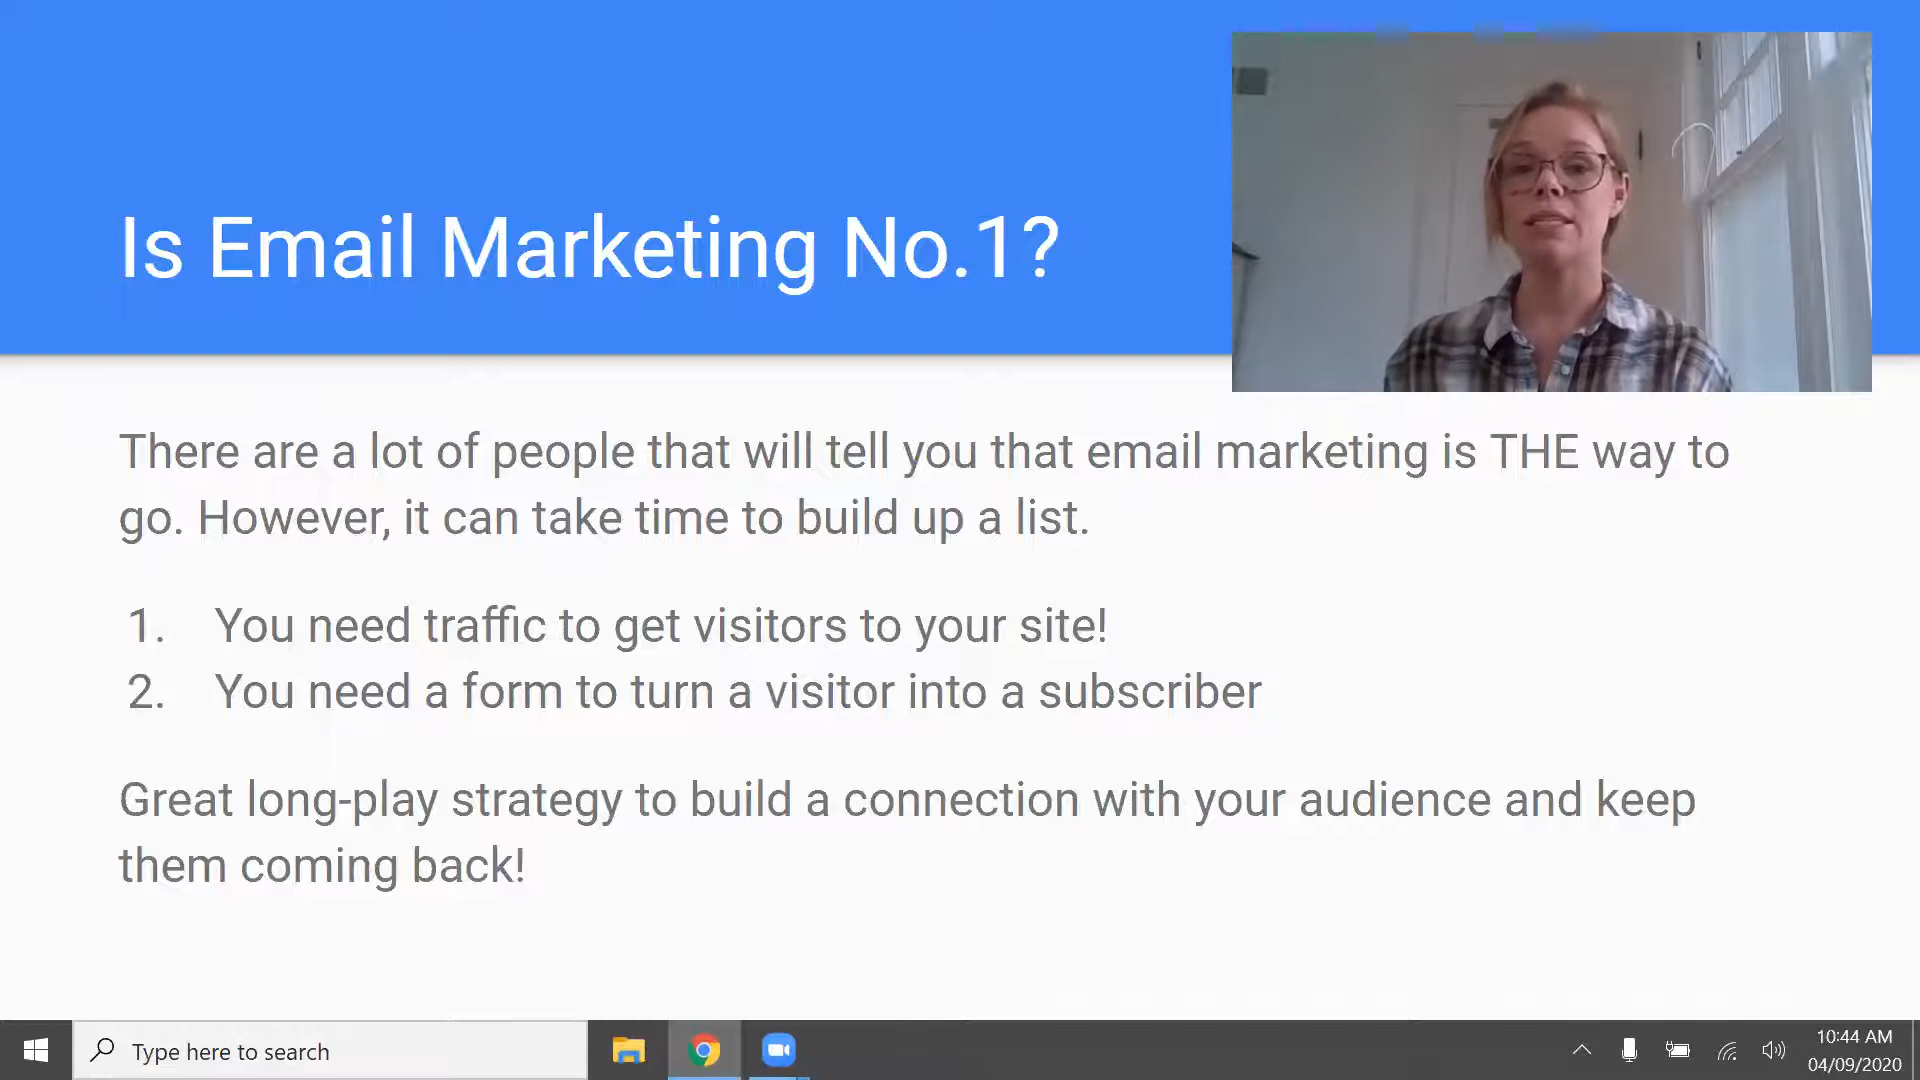 Is Email Marketing No.1?
There are a lot of people that will tell you that email marketing is THE way to
go. However, it can take time to build up a list.
1. You need traffic to get visitors to your site!
2. You need a form to turn a visitor into a subscriber
Great long-play strategy to build a connection with your audience and keep
them coming back!
Type here to search
10:44 AM
04/09/2020